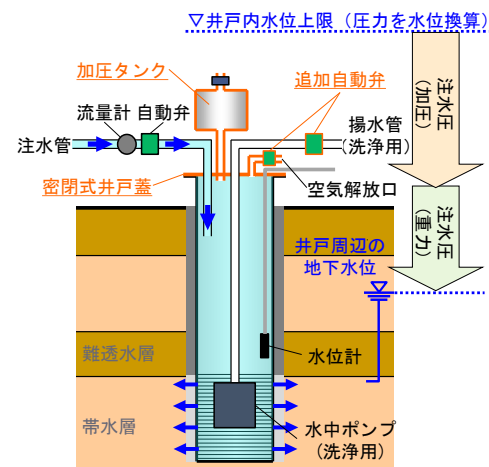 ▽井戸内水位上限（圧力を水位換算）
加圧タンク
追加自動弁
注水圧
(加圧)
流量計 自動弁
揚水管
(洗浄用)
注水管
密閉式井戸蓋
空気解放口
注水圧
(重力)
井戸周辺の
地下水位
難透水層
水位計
帯水層
水中ポンプ
(洗浄用)